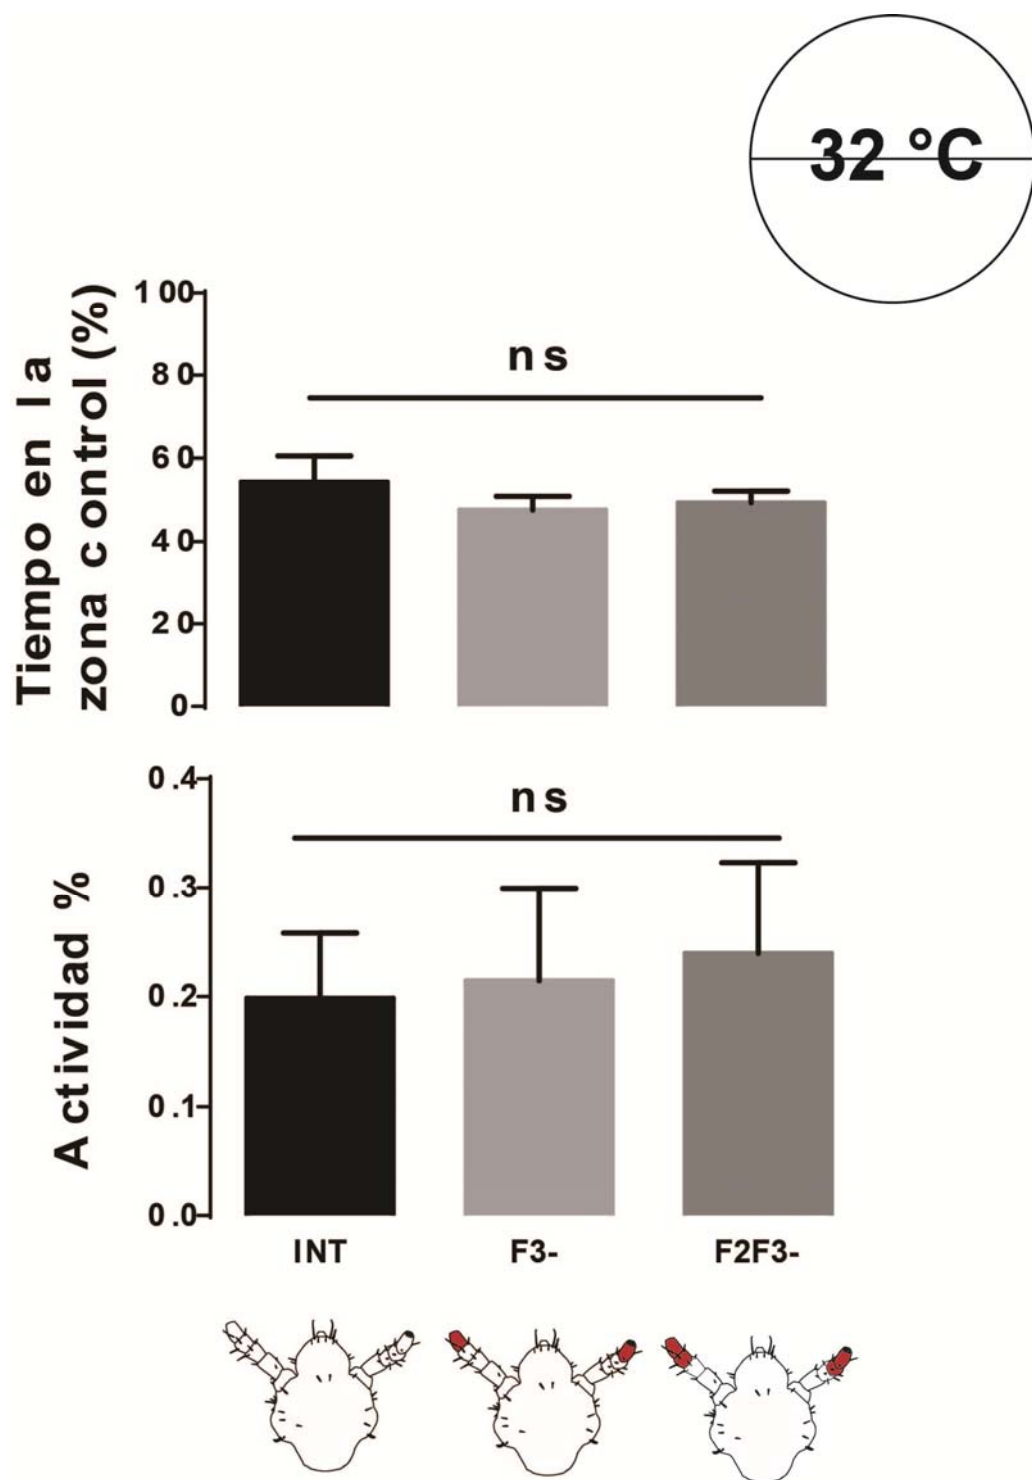 32 °C
Tiempo en la
zona control (%)
100
80
60
40
20
0
ns
Actividad %
0.4
0.3
0.2
0.1
0.0
ns
INT F3- F2F3-